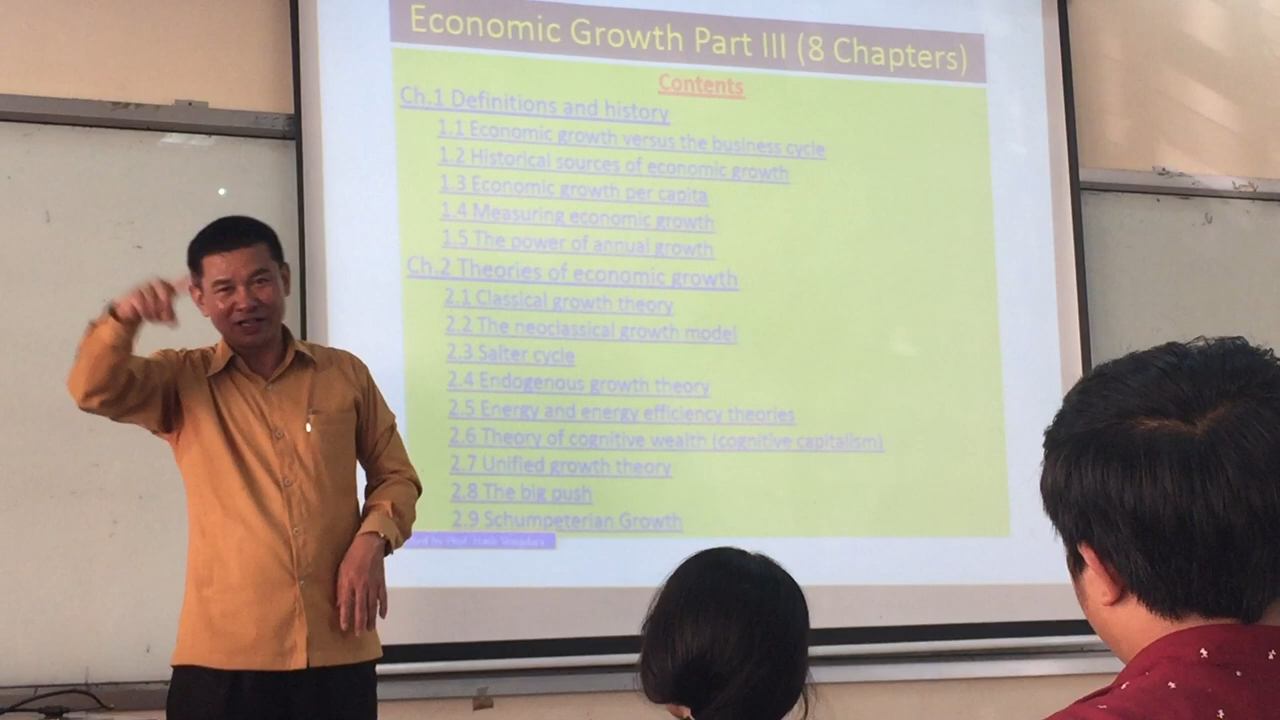 Economic Growth Part III (8 Chapters)
Contents
Ch.1 Definitions and history
1.1 Economic growth versus the business cycle
1.2 Historical sources of economic growth
1.3 Economic growth per capita
1.4 Measuring economic growth
1.5 The power of annual growth
Ch.2 Theories of economic growth
2.1 Classical growth theory
2.2 The neoclassical growth model
2.3 Salter cycle
2.4 Endogenous growth theory
2.5 Energy and energy efficiency theories
2.6 Theory of cognitive wealth (cognitive capitalism)
2.7 Unified growth theory
2.8 The big push
2.9 Schumpeterian Growth
by Prof.